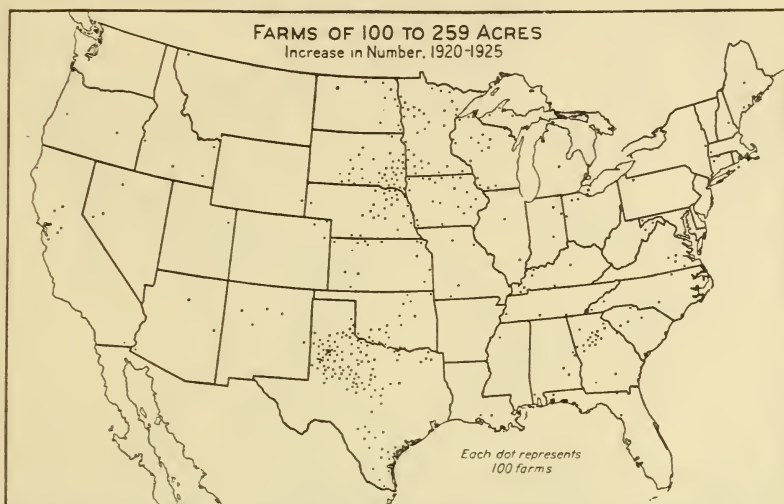 FARMS OF 100 TO 259 ACRES
Increase in Number, 1920-1925
Each dot represents
100 farms